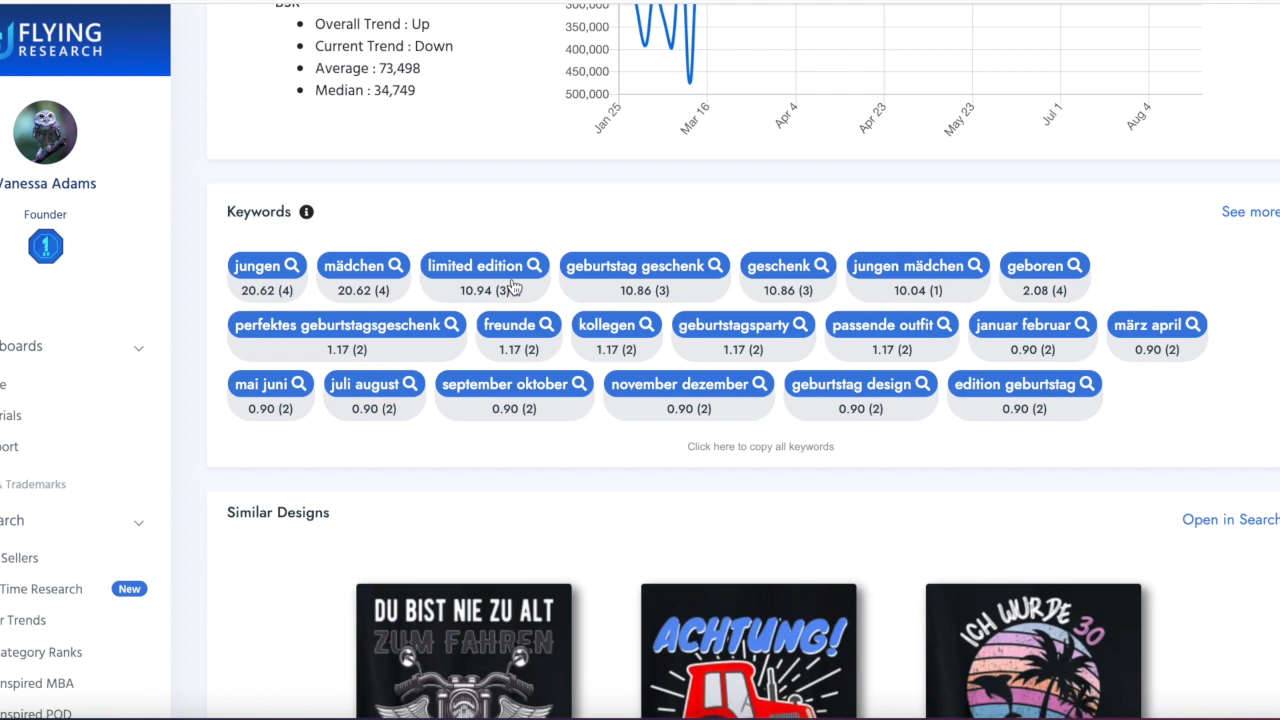 FLYING
RESEARCH
Vanessa Adams
Founder
1
boards
Trademarks
Sellers
Time Research
New
Trends
ategory Ranks
nspired MBA
nspired POD
Overall Trend : Up
Current Trend : Down
Average : 73,498
Median : 34,749
300,000
350,000
400,000
450,000
500,000
Jan 25
Mar 16
Apr 4
Apr 23
May 23
Jul 1
Aug 4
Keywords
See more
jungen mädchen limited edition geburtstag geschenk geschenk jungen mädchen geboren
20.62 (4) 20.62 (4) 10.94 (3) 10.86 (3) 10.86 (3) 10.04 (1) 2.08 (4)
perfektes geburtstagsgeschenk freunde kollegen geburtstagsparty passende outfit januar februar märz april
1.17 (2) 1.17 (2) 1.17 (2) 1.17 (2) 1.17 (2) 0.90 (2) 0.90 (2)
mai juni juli august september oktober november dezember geburtstag design edition geburtstag
0.90 (2) 0.90 (2) 0.90 (2) 0.90 (2) 0.90 (2) 0.90 (2)
Click here to copy all keywords
Similar Designs
Open in Search
DU BIST NIE ZU ALT
ZUM FAHREN
ACHTUNG!
ICH WURDE 30